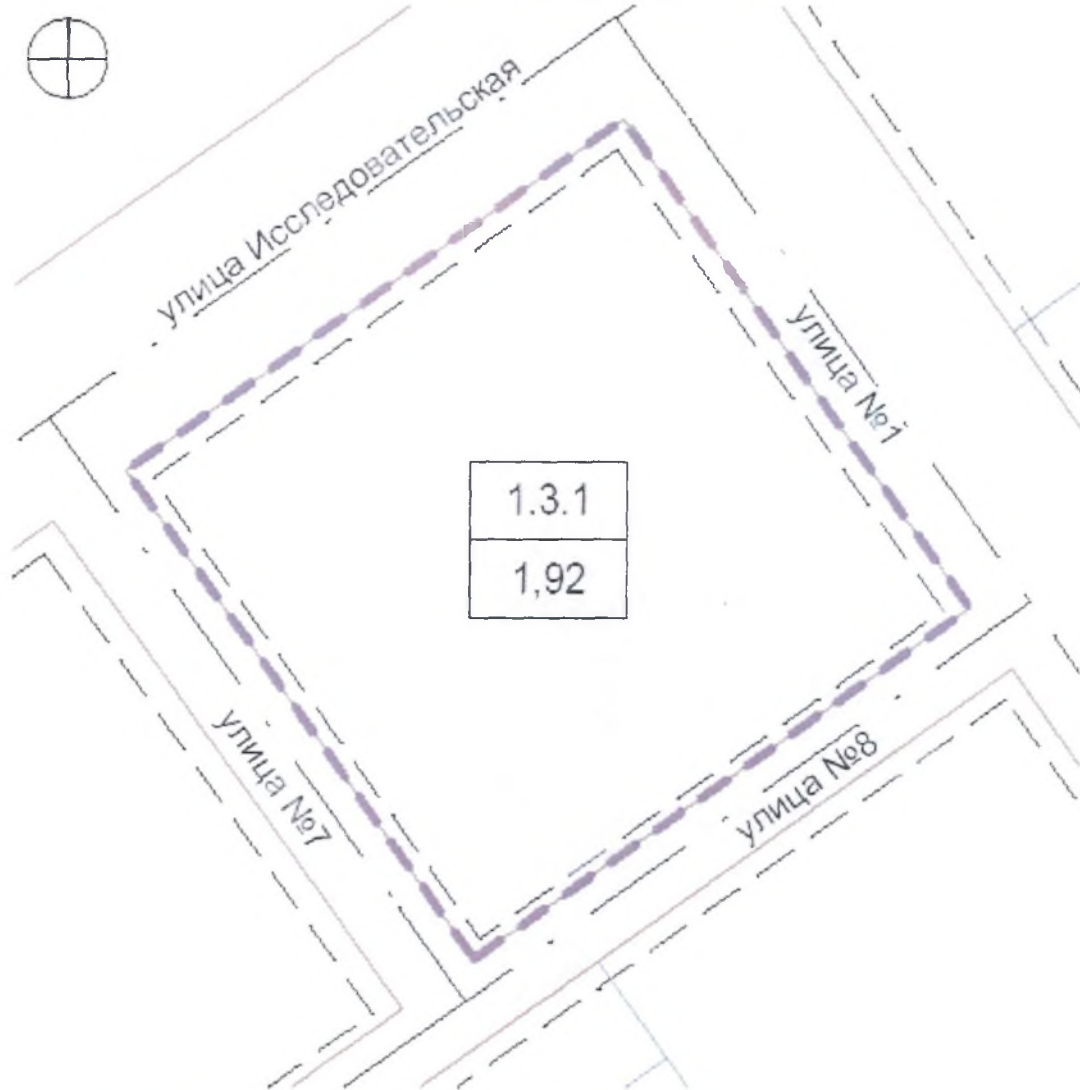 улица Исследовательская
улица №1
1.3.1
1,92
улица №7
улица №8